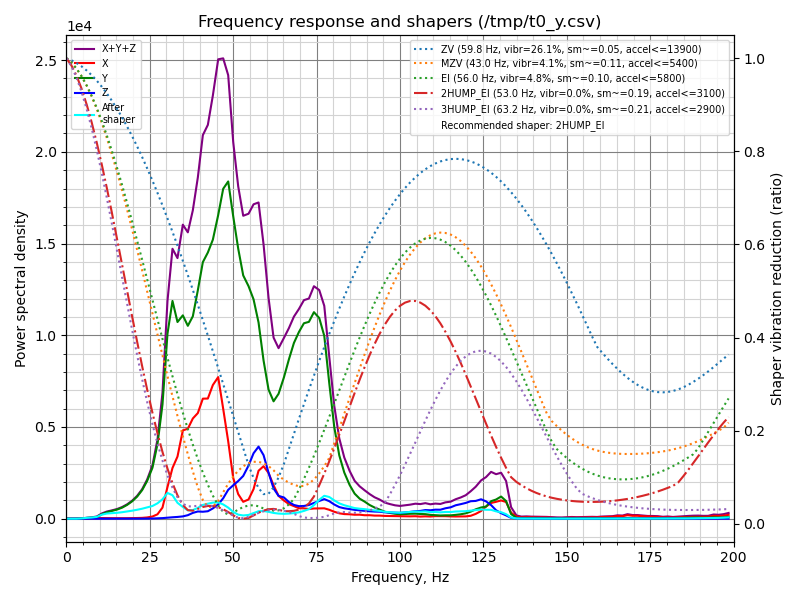 Frequency response and shapers (/tmp/t0_y.csv)
1e4
X+Y+Z
X
Y
Z
After
shaper
ZV (59.8 Hz, vibr=26.1%, sm~=0.05, accel<=13900)
MZV (43.0 Hz, vibr=4.1%, sm~=0.11, accel<=5400)
EI (56.0 Hz, vibr=4.8%, sm~=0.10, accel<=5800)
2HUMP_EI (53.0 Hz, vibr=0.0%, sm~=0.19, accel<=3100)
3HUMP_EI (63.2 Hz, vibr=0.0%, sm~=0.21, accel<=2900)
Recommended shaper: 2HUMP_EI
Power spectral density
2.5
2.0
1.5
1.0
0.5
0.0
1.0
0.8
0.6
0.4
0.2
0.0
Shaper vibration reduction (ratio)
0 25 50 75 100 125 150 175 200
Frequency, Hz